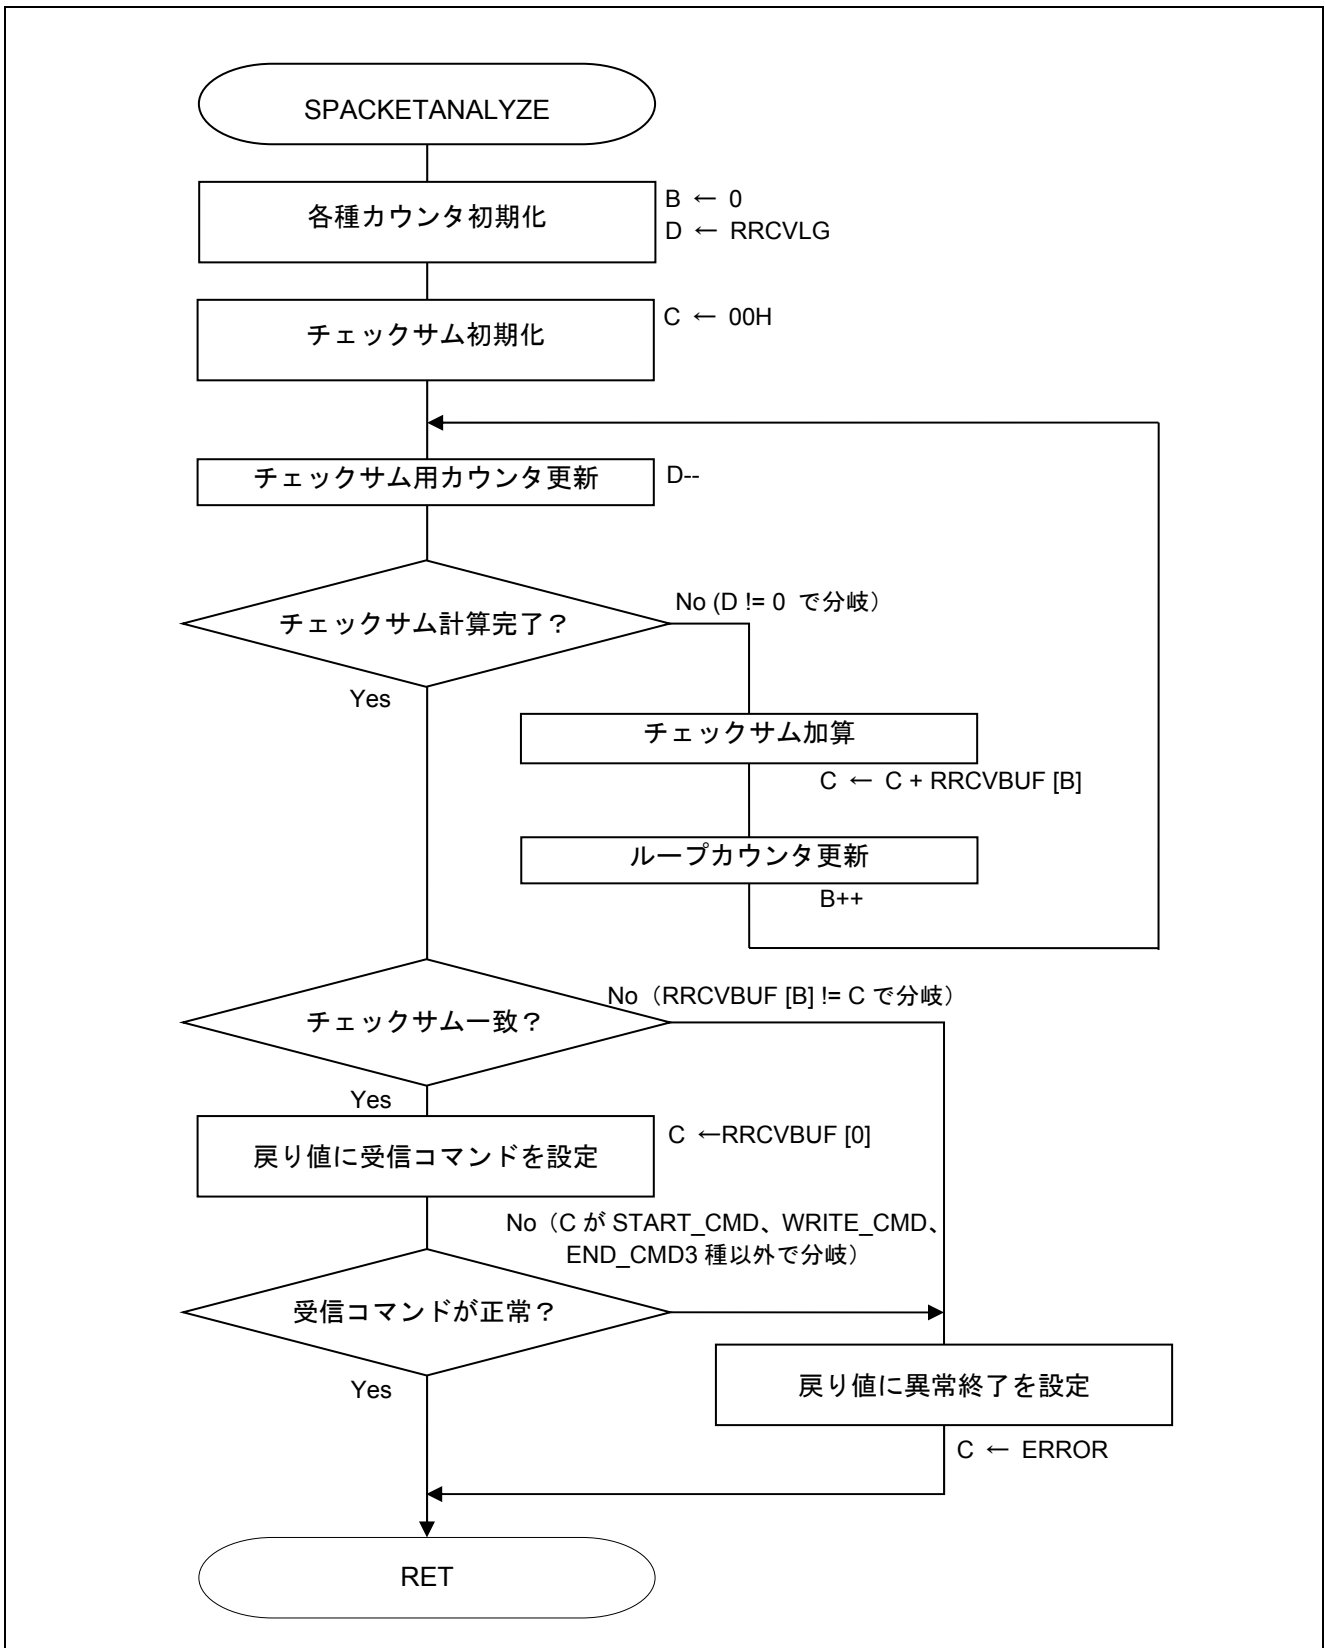 SPACKETANALYZE
各種カウンタ初期化
B ← 0
D ← RRCVLG
チェックサム初期化
C ← 00H
チェックサム用カウンタ更新
D--
No (D != 0 で分岐）
チェックサム計算完了？
Yes
チェックサム加算
C ← C + RRCVBUF [B]
ループカウンタ更新
B++
No（RRCVBUF [B] != C で分岐）
チェックサム一致？
Yes
戻り値に受信コマンドを設定
C ←RRCVBUF [0]
No（C が START_CMD、WRITE_CMD、
END_CMD3 種以外で分岐）
受信コマンドが正常？
Yes
戻り値に異常終了を設定
C ← ERROR
RET